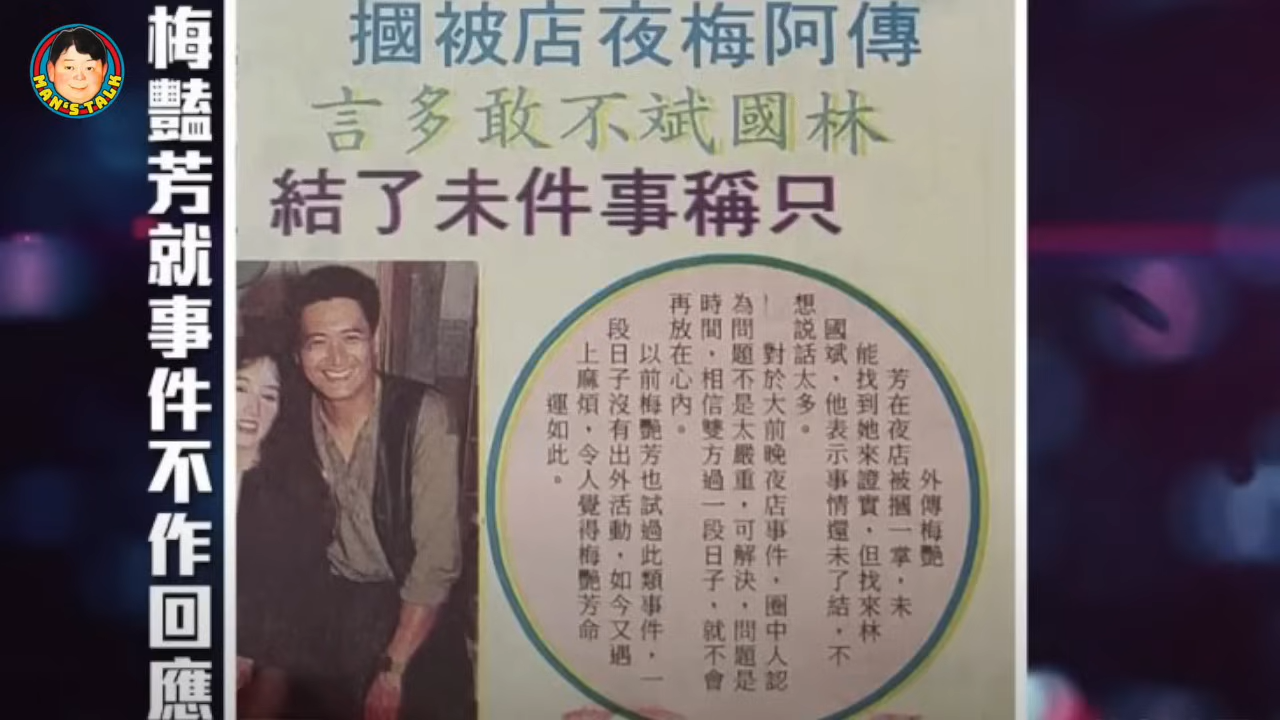 MAN'S TALK
梅豔芳就事件不作回應
傳阿梅夜店被摑
林國斌不敢多言
只稱事件未了結
外傳梅艷
芳在夜店被摑一掌，未
能找到她來證實，但找來林
國斌，他表示事情還未了結，不
想說話太多。
對於大前晚夜店事件，圈中人認
為問題不是太嚴重，可解決，問題是
時間，相信雙方過一段日子，就不會
再放在心內。
以前梅艷芳也試過此類事件，一
段日子沒有出外活動，如今又遇
上麻煩，令人覺得梅艷芳命
運如此。